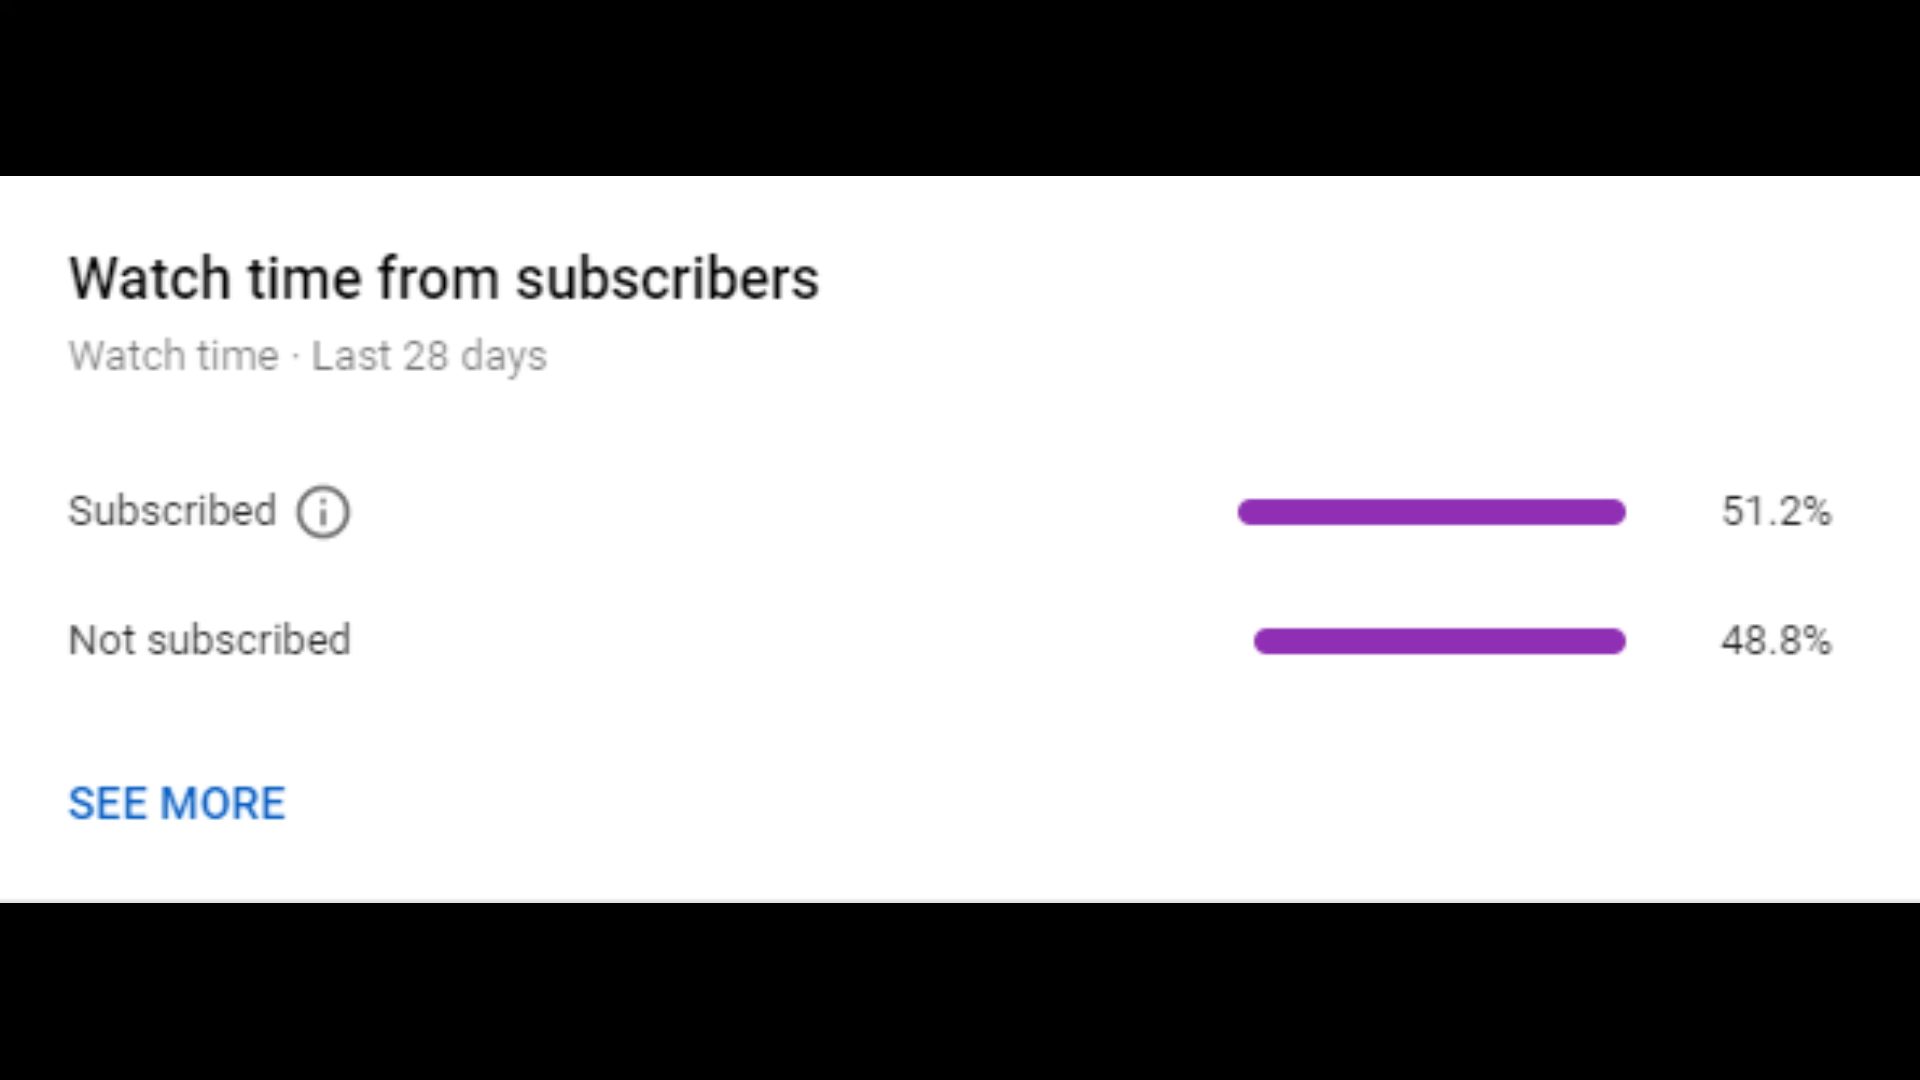 Watch time from subscribers
Watch time · Last 28 days
Subscribed 51.2%
Not subscribed 48.8%
SEE MORE